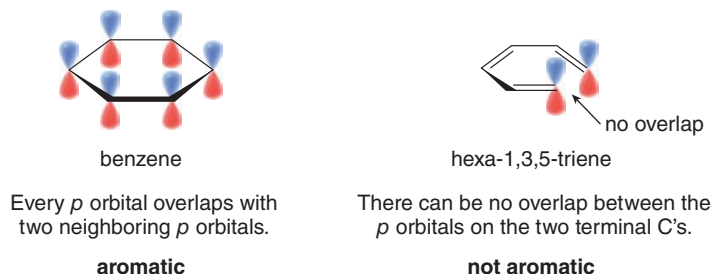 no overlap
benzene
hexa-1,3,5-triene
Every p orbital overlaps with
two neighboring p orbitals.
There can be no overlap between the
p orbitals on the two terminal C's.
aromatic
not aromatic